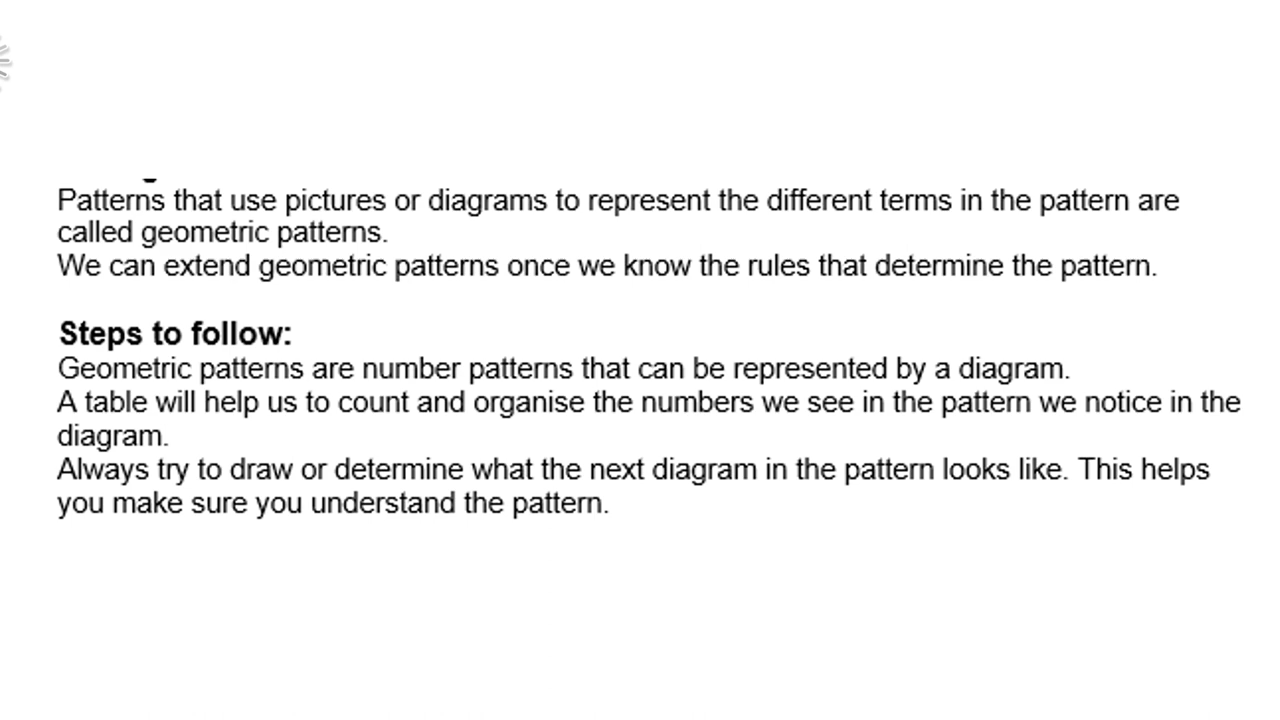 Patterns that use pictures or diagrams to represent the different terms in the pattern are
called geometric patterns.
We can extend geometric patterns once we know the rules that determine the pattern.
Steps to follow:
Geometric patterns are number patterns that can be represented by a diagram.
A table will help us to count and organise the numbers we see in the pattern we notice in the
diagram.
Always try to draw or determine what the next diagram in the pattern looks like. This helps
you make sure you understand the pattern.